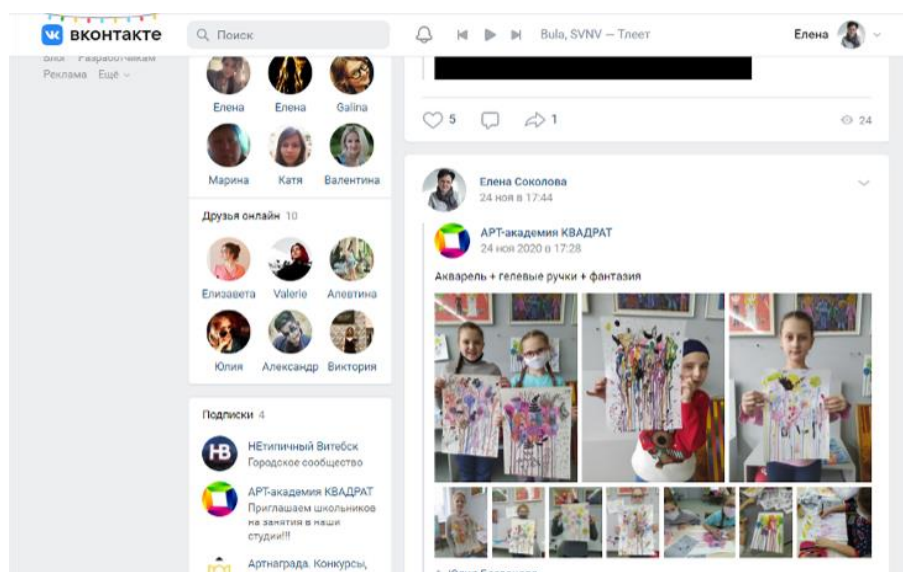 вконтакте
Поиск
Bula, SVNV — Тлеет
Елена
Блог Разработчикам
Реклама Ещё
Елена Елена Galina
Марина Катя Валентина
Друзья онлайн 10
Елизавета Valerie Алевтина
Юлия Александр Виктория
Подписки 4
НВ
НЕтипичный Витебск
Городское сообщество
АРТ-академия КВАДРАТ
Приглашаем школьников
на занятия в наши
студии!!!
Артнаграда. Конкурсы,
5
1
24
Елена Соколова
24 ноя в 17:44
АРТ-академия КВАДРАТ
24 ноя 2020 в 17:28
Акварель + гелевые ручки + фантазия